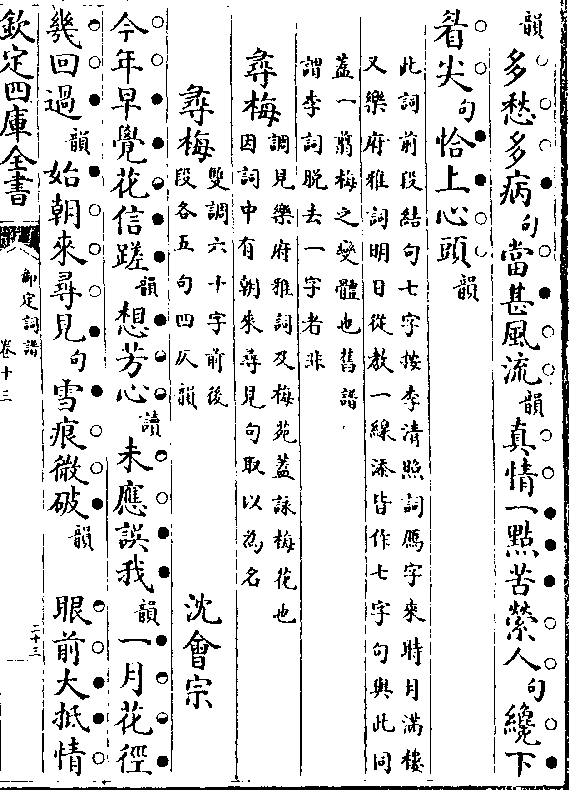 韻多愁多病句當甚風流韻真情一點苦縈人句纔下
眉尖句恰上心頭韻
此詞前段結句七字按李清照詞鴈字來時月滿樓
又樂府雅詞明日從教一線添皆作七字句與此同
蓋一翦梅之變體也舊譜
謂李詞脱去一字者非
尋梅調見樂府雅詞及梅苑蓋詠梅花也
因詞中有朝來尋見句取以為名
尋梅雙調六十字前後
段各五句四仄韻
沈會宗
今年早覺花信蹉韻想芳心讀未應誤我韻一月花徑
幾回過韻始朝來尋見句雪痕微破韻
眼前大抵情
欽定四庫全書
御定詞譜
卷十三
二十三